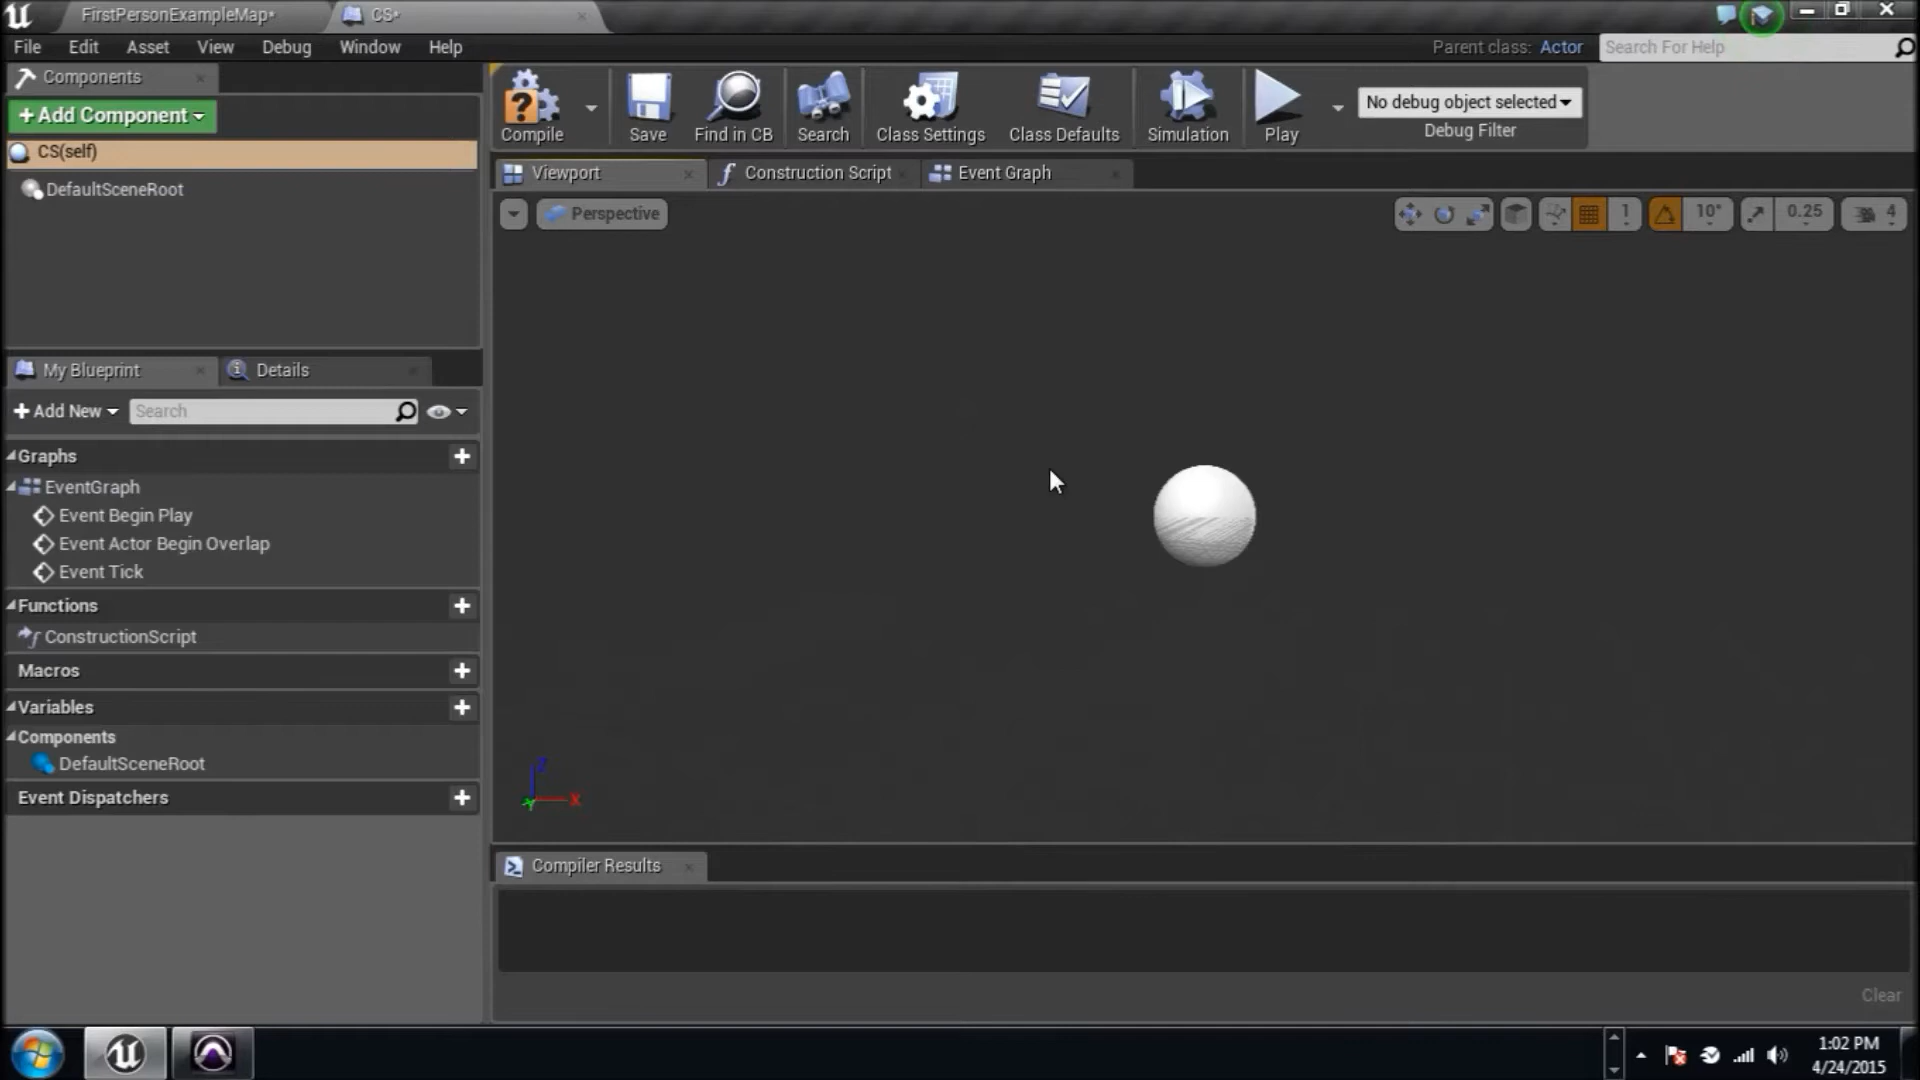 FirstPersonExampleMap*
CS*
File Edit Asset View Debug Window Help
Parent class: Actor
Search For Help
Components
+ Add Component
CS(self)
DefaultSceneRoot
Compile
Save
Find in CB
Search
Class Settings
Class Defaults
Simulation
Play
No debug object selected
Debug Filter
Viewport
Construction Script
Event Graph
Perspective
1
10°
0.25
4
My Blueprint
Details
+ Add New
Search
Graphs
EventGraph
Event Begin Play
Event Actor Begin Overlap
Event Tick
Functions
ConstructionScript
Macros
Variables
Components
DefaultSceneRoot
Event Dispatchers
Z
Y
X
Compiler Results
Clear
1:02 PM
4/24/2015